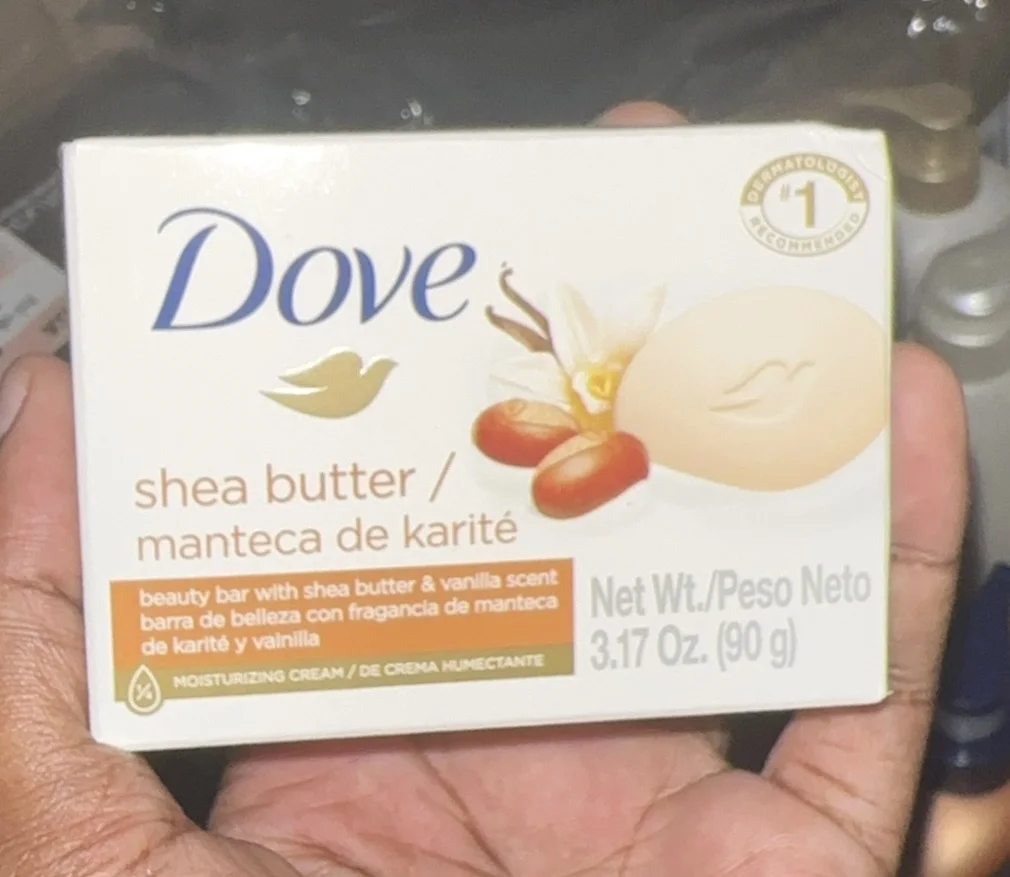 Dove
DERMATOLOGIST
#1
RECOMMENDED
shea butter /
manteca de karité
beauty bar with shea butter & vanilla scent
barra de belleza con fragancia de manteca
de karité y vainilla
¼ MOISTURIZING CREAM / DE CREMA HUMECTANTE
Net Wt./Peso Neto
3.17 Oz. (90 g)